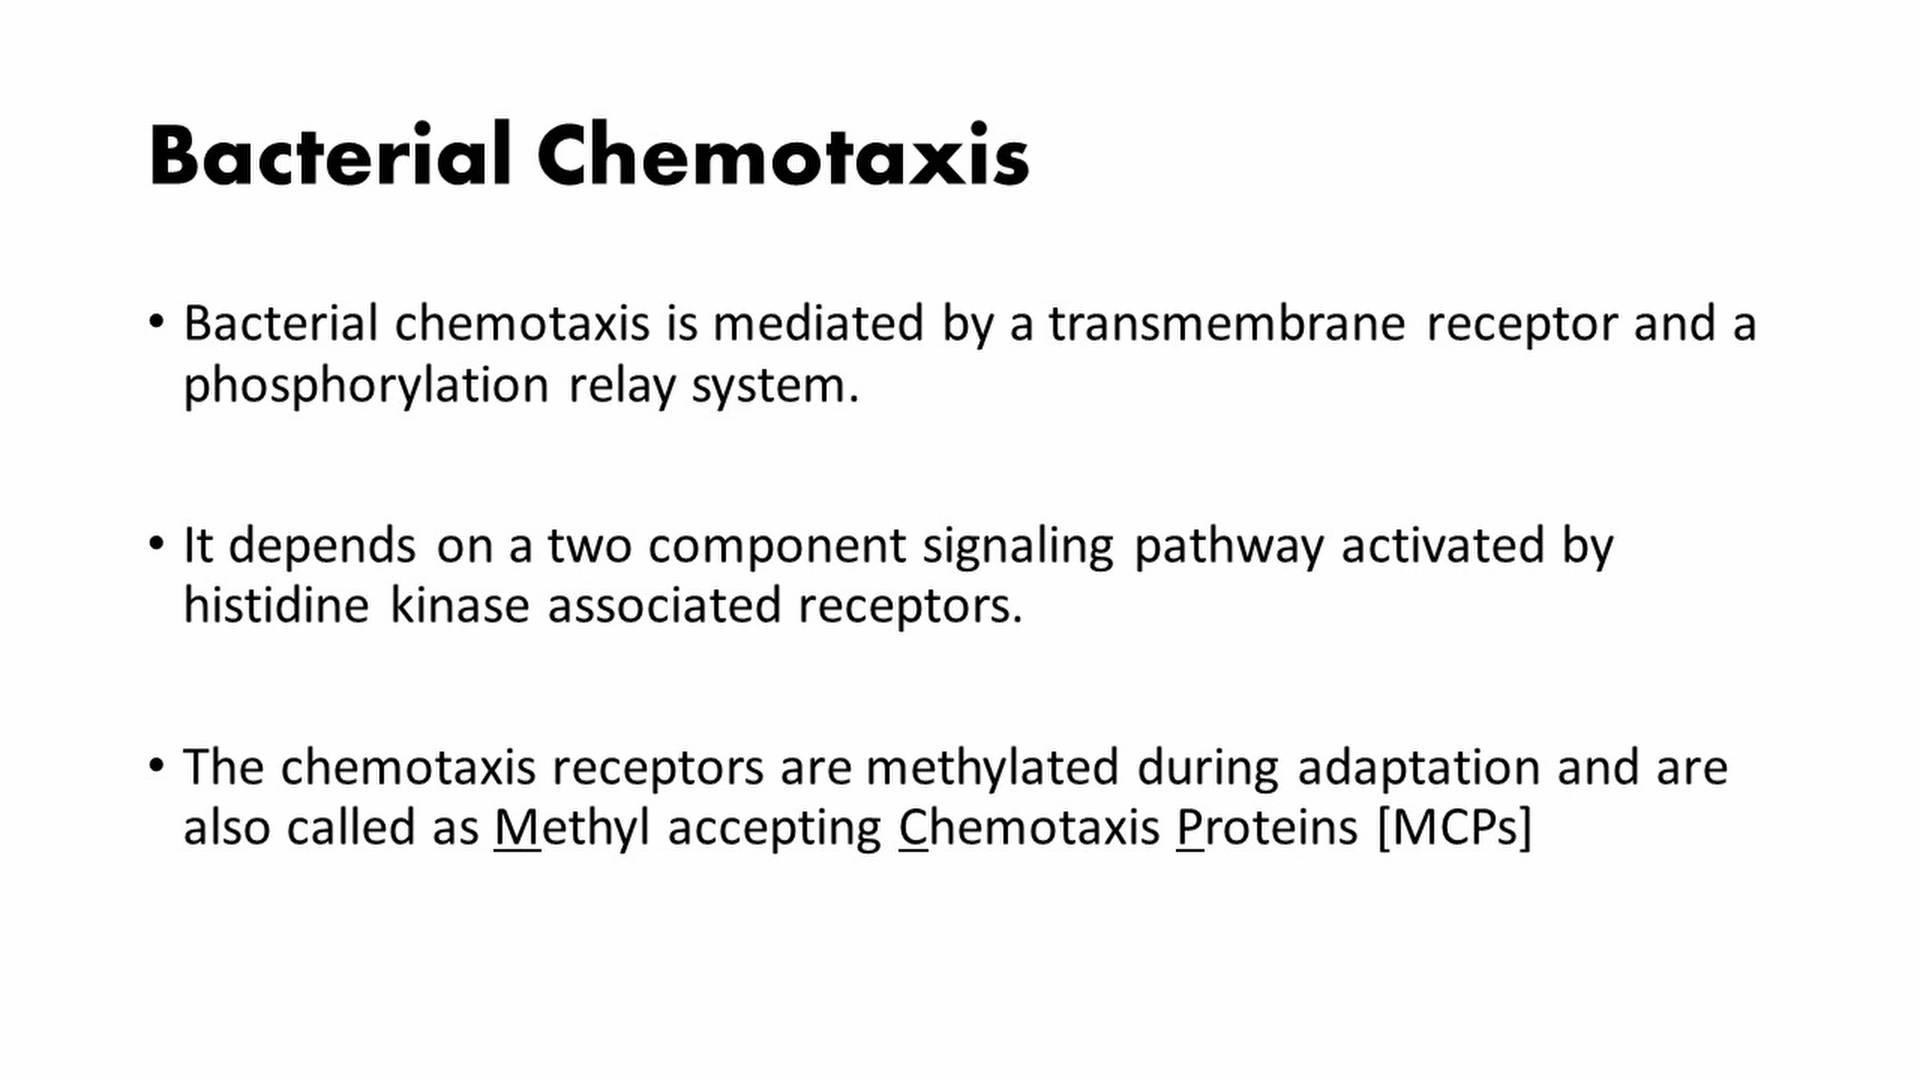 Bacterial Chemotaxis
• Bacterial chemotaxis is mediated by a transmembrane receptor and a
phosphorylation relay system.
• It depends on a two component signaling pathway activated by
histidine kinase associated receptors.
• The chemotaxis receptors are methylated during adaptation and are
also called as Methyl accepting Chemotaxis Proteins [MCPs]